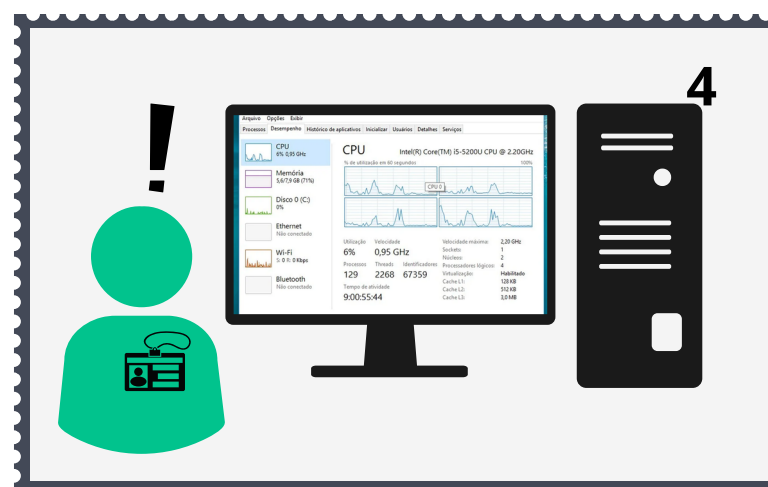 !
4
Arquivo Opções Exibir
Processos Desempenho Histórico de aplicativos Inicializar Usuários Detalhes Serviços
CPU
6% 0,95 GHz
Memória
5,6/7,9 GB (71%)
Disco 0 (C:)
0%
Ethernet
Não conectado
Wi-Fi
S: 0 R: 0 Kbps
Bluetooth
Não conectado
CPU Intel(R) Core(TM) i5-5200U CPU @ 2.20GHz
% de utilização em 60 segundos 100%
CPU 0
Utilização Velocidade
6% 0,95 GHz
Processos Threads Identificadores
129 2268 67359
Tempo de atividade
9:00:55:44
Velocidade máxima: 2,20 GHz
Sockets: 1
Núcleos: 2
Processadores lógicos: 4
Virtualização: Habilitado
Cache L1: 128 KB
Cache L2: 512 KB
Cache L3: 3,0 MB